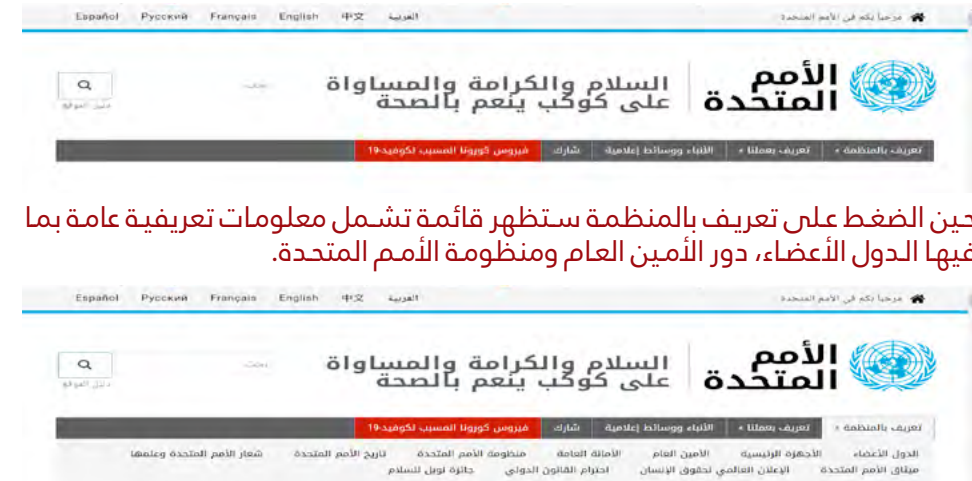 مرحبا بكم في الأمم المتحدة
العربية 中文 English Français Русский Español
الأمم المتحدة
السلام والكرامة والمساواة
على كوكب ينعم بالصحة
بحث
دليل المواقع
تعريف بالمنظمة تعريف بعملنا الأنباء ووسائط إعلامية شارك فيروس كورونا المسبب لكوفيد-19
حين الضغط على تعريف بالمنظمة ستظهر قائمة تشمل معلومات تعريفية عامة بما
فيها الدول الأعضاء، دور الأمين العام ومنظومة الأمم المتحدة.
مرحبا بكم في الأمم المتحدة
العربية 中文 English Français Русский Español
الأمم المتحدة
السلام والكرامة والمساواة
على كوكب ينعم بالصحة
بحث
دليل المواقع
تعريف بالمنظمة تعريف بعملنا الأنباء ووسائط إعلامية شارك فيروس كورونا المسبب لكوفيد-19
الدول الأعضاء الأجهزة الرئيسية الأمين العام الأمانة العامة منظومة الأمم المتحدة تاريخ الأمم المتحدة شعار الأمم المتحدة وعلمها
ميثاق الأمم المتحدة الإعلان العالمي لحقوق الإنسان احترام القانون الدولي جائزة نوبل للسلام